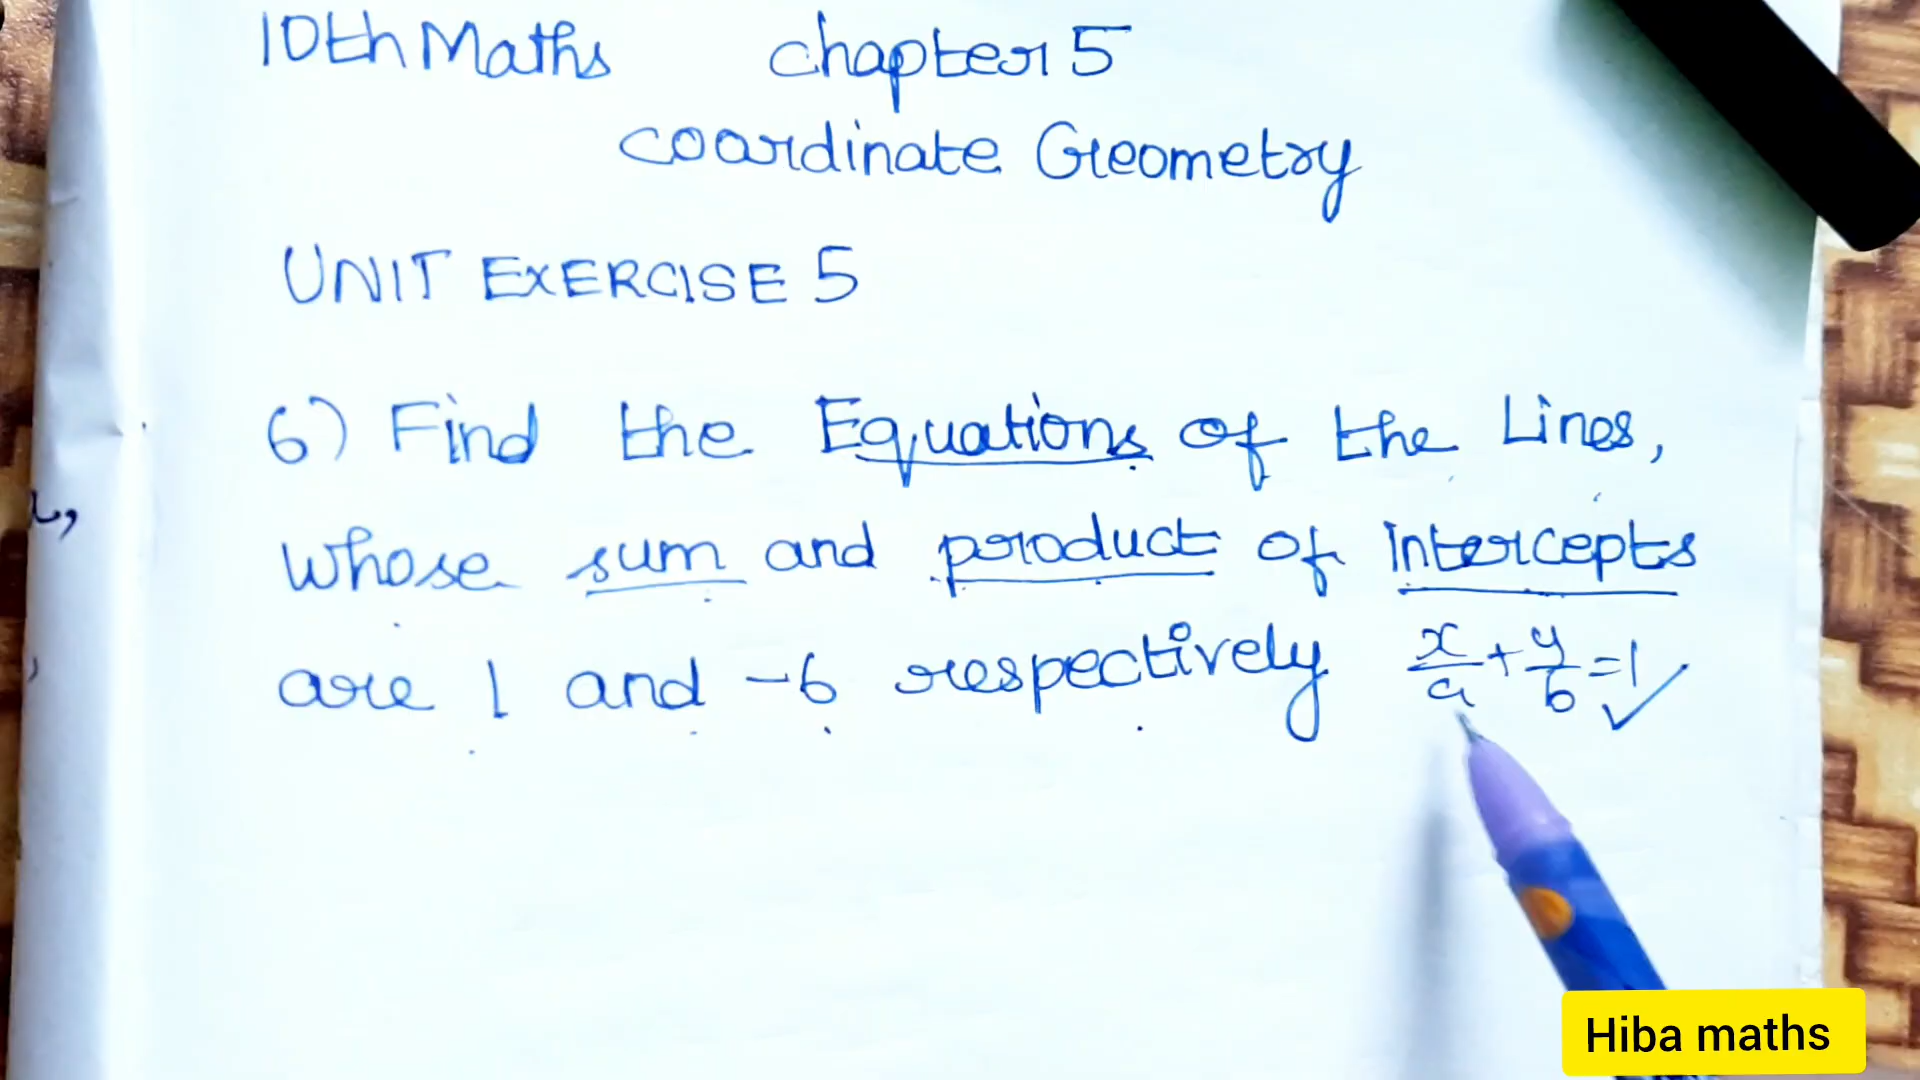 10th Maths chapter 5
coordinate Geometry
UNIT EXERCISE 5
6) Find the Equations of the Lines,
whose sum and product of intercepts
are 1 and -6 respectively x/a + y/b = 1 ✓
Hiba maths